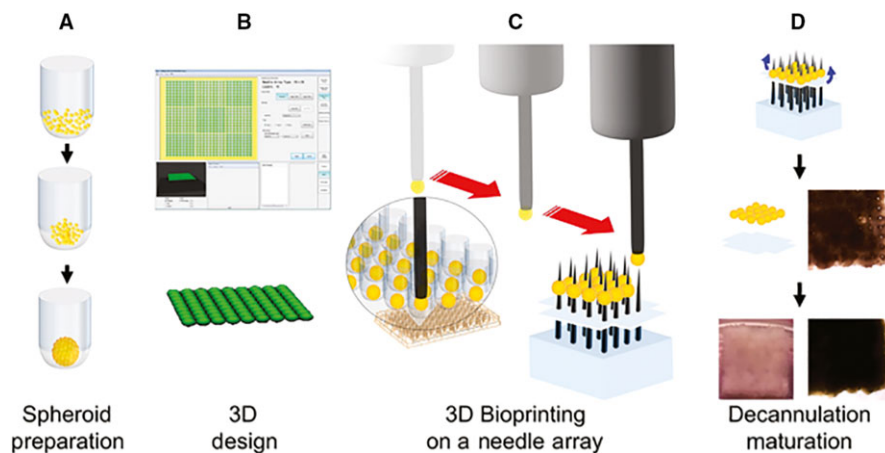 A
B
C
D
Spheroid
preparation
3D
design
3D Bioprinting
on a needle array
Decannulation
maturation